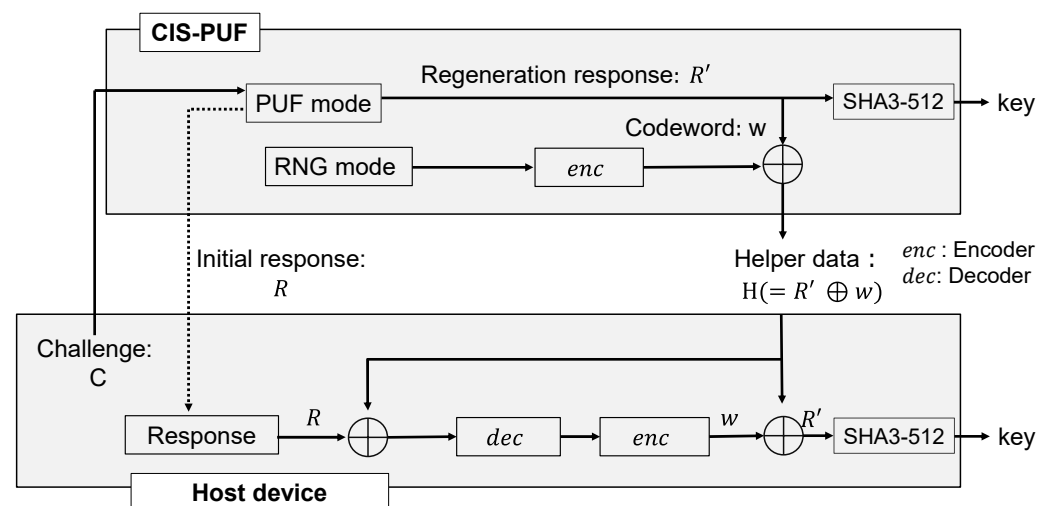 CIS-PUF
Regeneration response: R′
PUF mode
SHA3-512
key
Codeword: w
RNG mode
enc
Initial response:
R
Helper data :
H(= R′ ⊕ w)
enc : Encoder
dec: Decoder
Challenge:
C
Response
R
dec
enc
w
R′
SHA3-512
key
Host device